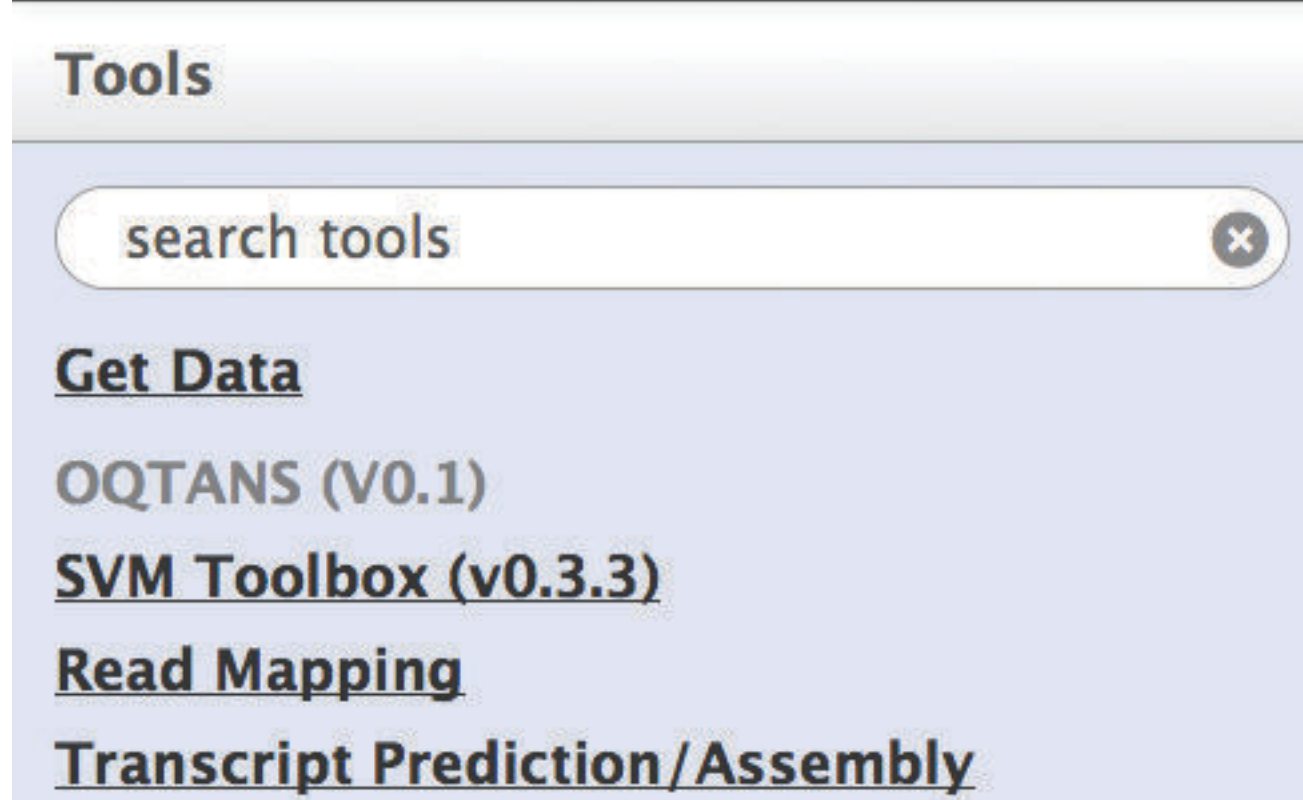 Tools
search tools
Get Data
OQTANS (V0.1)
SVM Toolbox (v0.3.3)
Read Mapping
Transcript Prediction/Assembly